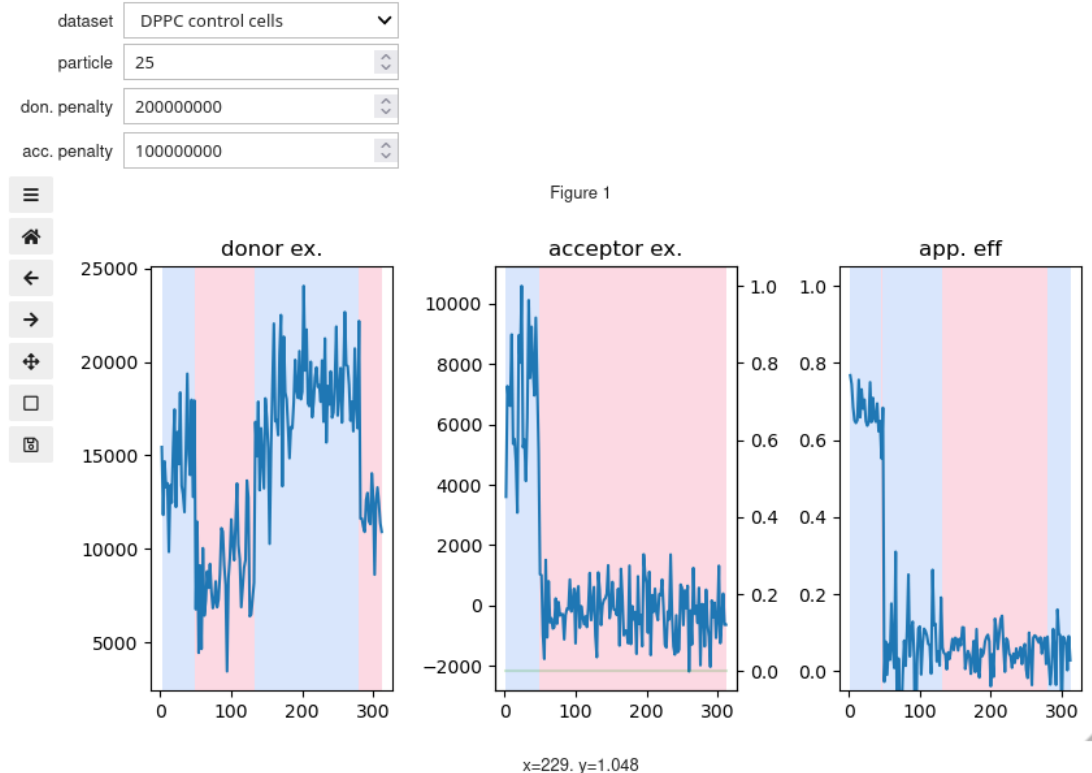 dataset DPPC control cells
particle 25
don. penalty 200000000
acc. penalty 100000000
Figure 1
donor ex. acceptor ex. app. eff
25000
20000
15000
10000
5000
0 100 200 300
10000
8000
6000
4000
2000
0
−2000
0 100 200 300
1.0
0.8
0.6
0.4
0.2
0.0
1.0
0.8
0.6
0.4
0.2
0.0
0 100 200 300
x=229. y=1.048